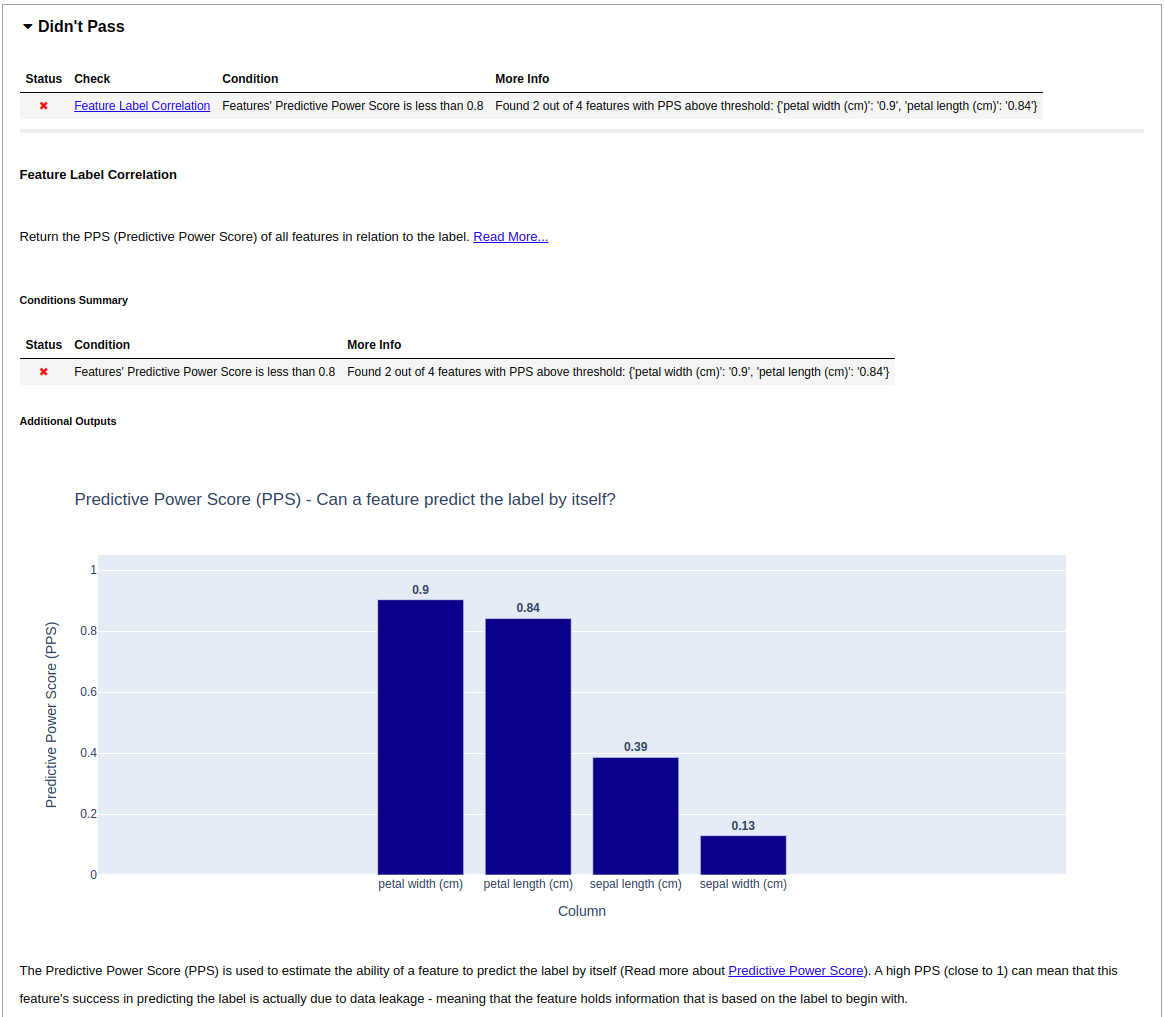 Didn't Pass
Status Check Condition More Info
✖ Feature Label Correlation Features' Predictive Power Score is less than 0.8 Found 2 out of 4 features with PPS above threshold: {'petal width (cm)': '0.9', 'petal length (cm)': '0.84'}
Feature Label Correlation
Return the PPS (Predictive Power Score) of all features in relation to the label. Read More...
Conditions Summary
Status Condition More Info
✖ Features' Predictive Power Score is less than 0.8 Found 2 out of 4 features with PPS above threshold: {'petal width (cm)': '0.9', 'petal length (cm)': '0.84'}
Additional Outputs
Predictive Power Score (PPS) - Can a feature predict the label by itself?
Predictive Power Score (PPS)
1
0.8
0.6
0.4
0.2
0
0.9
0.84
0.39
0.13
petal width (cm) petal length (cm) sepal length (cm) sepal width (cm)
Column
The Predictive Power Score (PPS) is used to estimate the ability of a feature to predict the label by itself (Read more about Predictive Power Score). A high PPS (close to 1) can mean that this
feature's success in predicting the label is actually due to data leakage - meaning that the feature holds information that is based on the label to begin with.